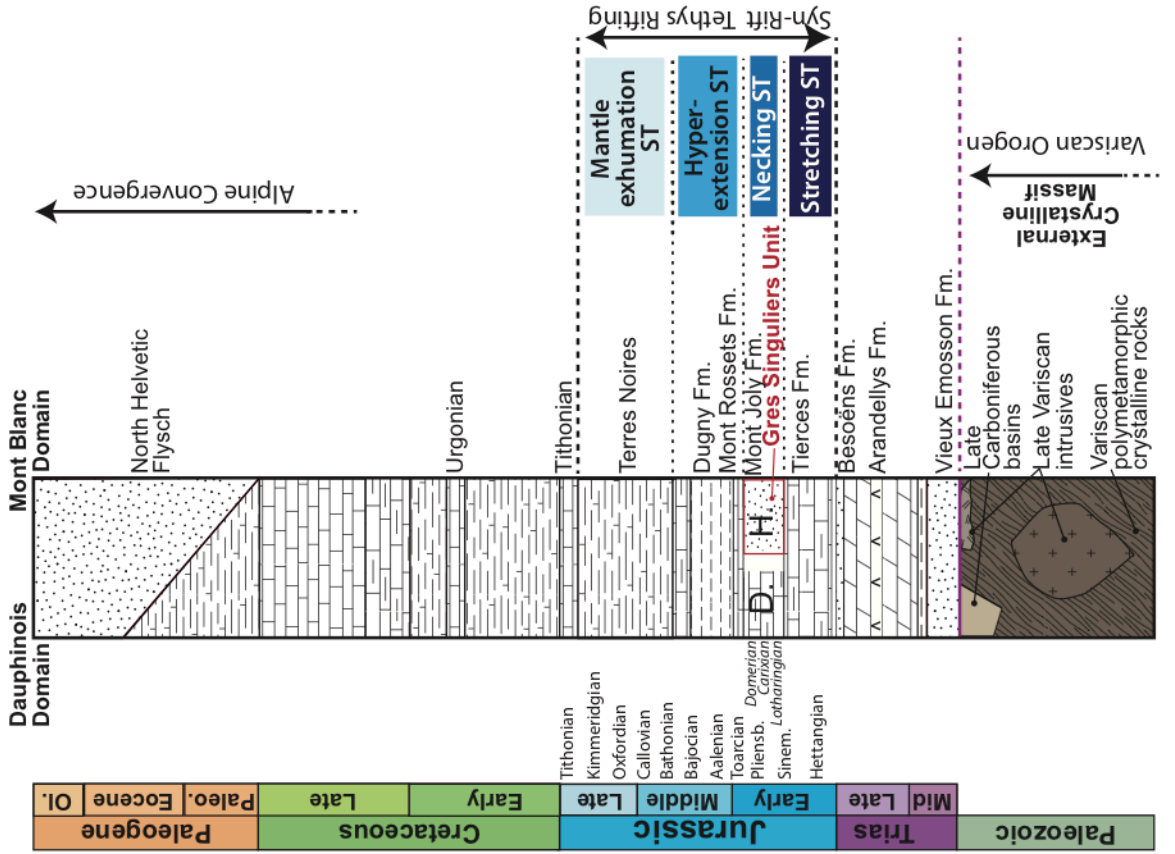 Dauphinois
Domain
Mont Blanc
Domain
Paleogene
Ol.
Eocene
Paleo.
Cretaceous
Late
Early
Jurassic
Late
Middle
Early
Trias
Late
Mid
Paleozoic
Tithonian
Kimmeridgian
Oxfordian
Callovian
Bathonian
Bajocian
Aalenian
Toarcian
Pliensb.
Sinem.
Hettangian
Domerian
Carixian
Lotharingian
D.
H.
North Helvetic
Flysch
Urgonian
Tithonian
Terres Noires
Dugny Fm.
Mont Rossets Fm.
Mont Joly Fm.
Gres Singuliers Unit
Tierces Fm.
Besoëns Fm.
Arandellys Fm.
Vieux Emosson Fm.
Late
Carboniferous
basins
Late Variscan
intrusives
Variscan
polymetamorphic
crystalline rocks
Alpine Convergence
Mantle
exhumation
ST
Hyper-
extension ST
Necking ST
Stretching ST
Syn-Rift Tethys Rifting
External
Crystalline
Massif
Variscan Orogen